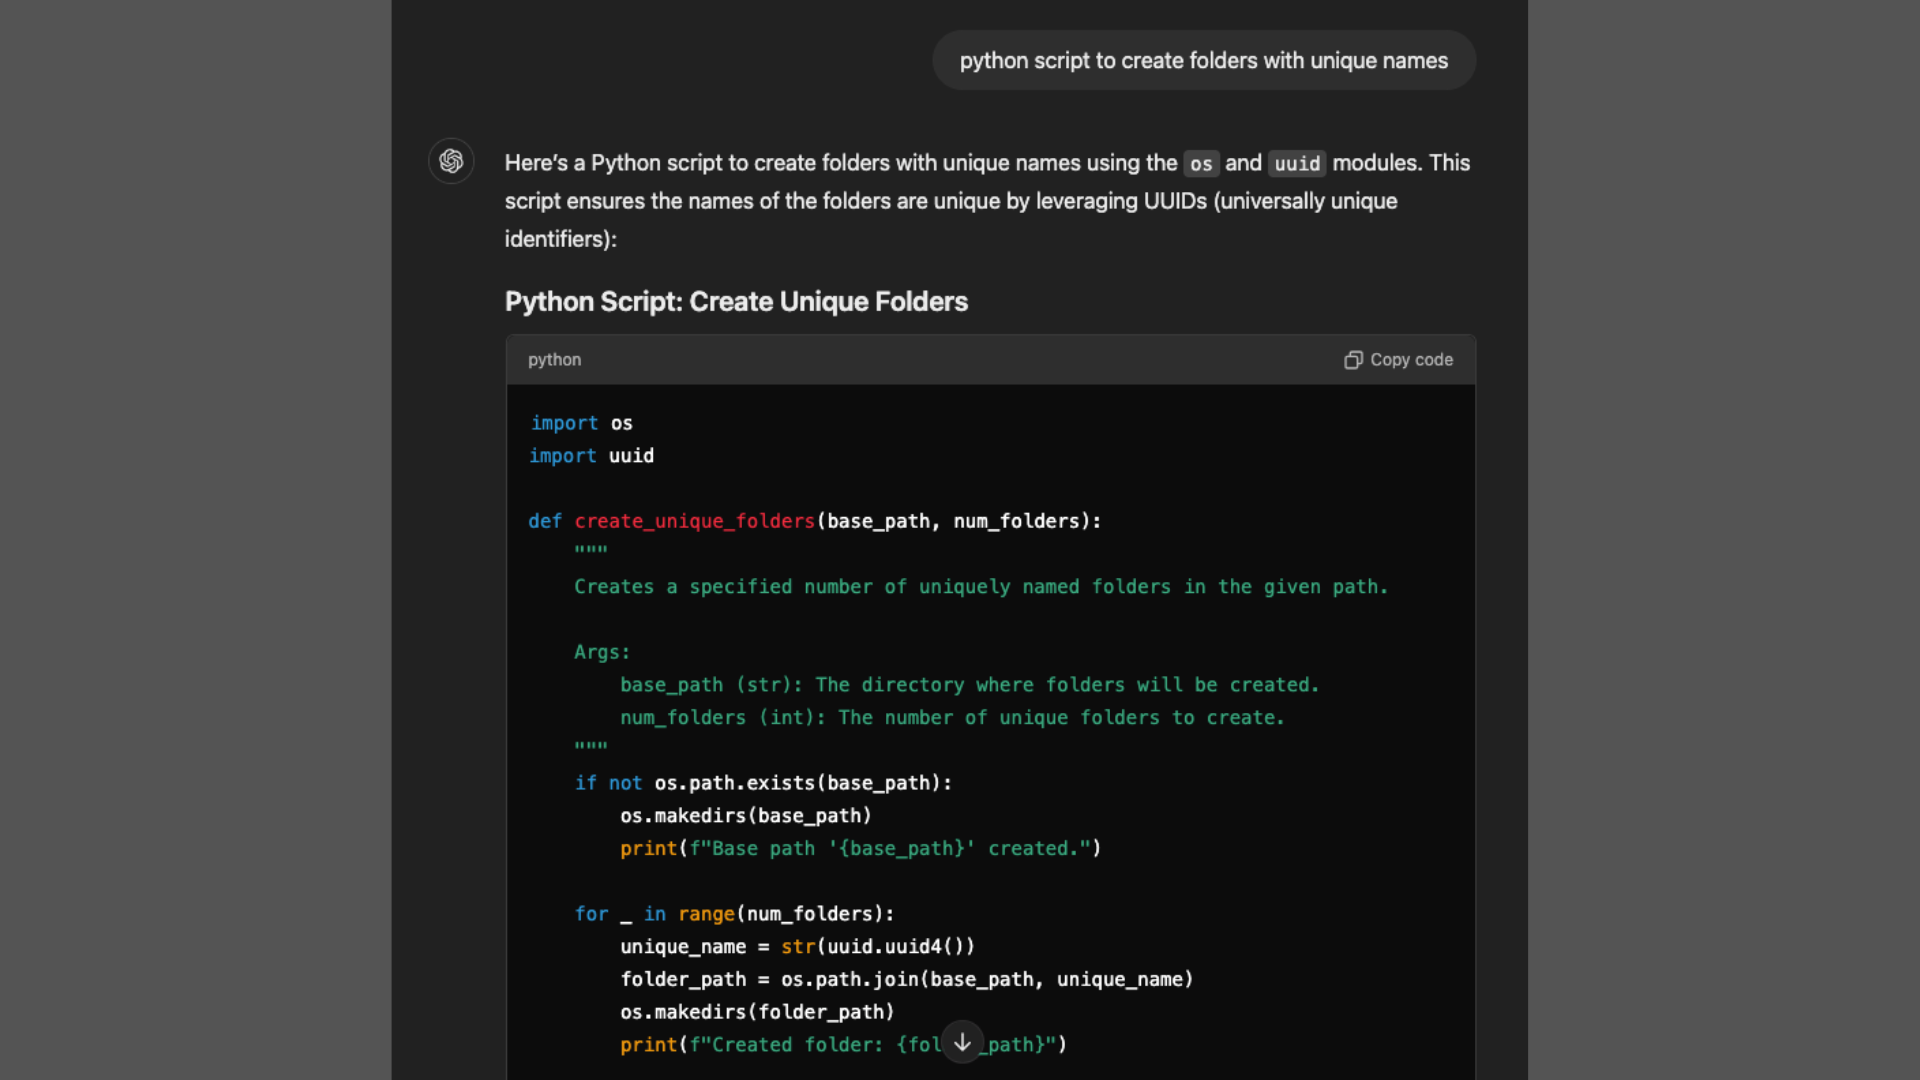 python script to create folders with unique names
Here's a Python script to create folders with unique names using the os and uuid modules. This
script ensures the names of the folders are unique by leveraging UUIDs (universally unique
identifiers):
Python Script: Create Unique Folders
python
Copy code
import os
import uuid
def create_unique_folders(base_path, num_folders):
    """
    Creates a specified number of uniquely named folders in the given path.
    Args:
        base_path (str): The directory where folders will be created.
        num_folders (int): The number of unique folders to create.
    """
    if not os.path.exists(base_path):
        os.makedirs(base_path)
        print(f"Base path '{base_path}' created.")
    for _ in range(num_folders):
        unique_name = str(uuid.uuid4())
        folder_path = os.path.join(base_path, unique_name)
        os.makedirs(folder_path)
        print(f"Created folder: {fol _path}")